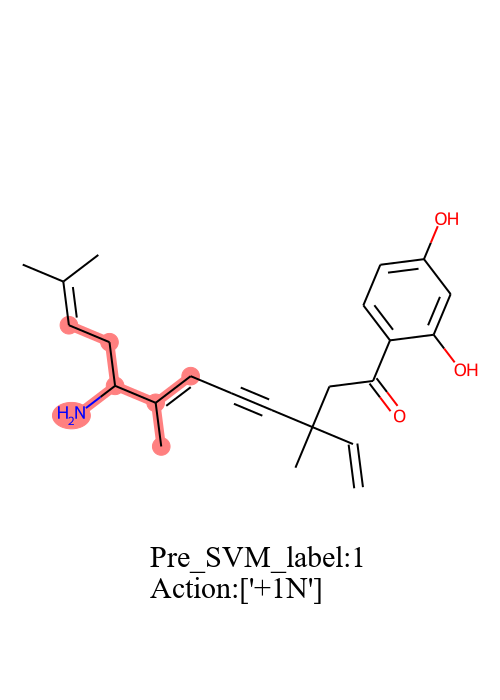 OH
H2N
OH
O
Pre_SVM_label:1
Action:['+1N']